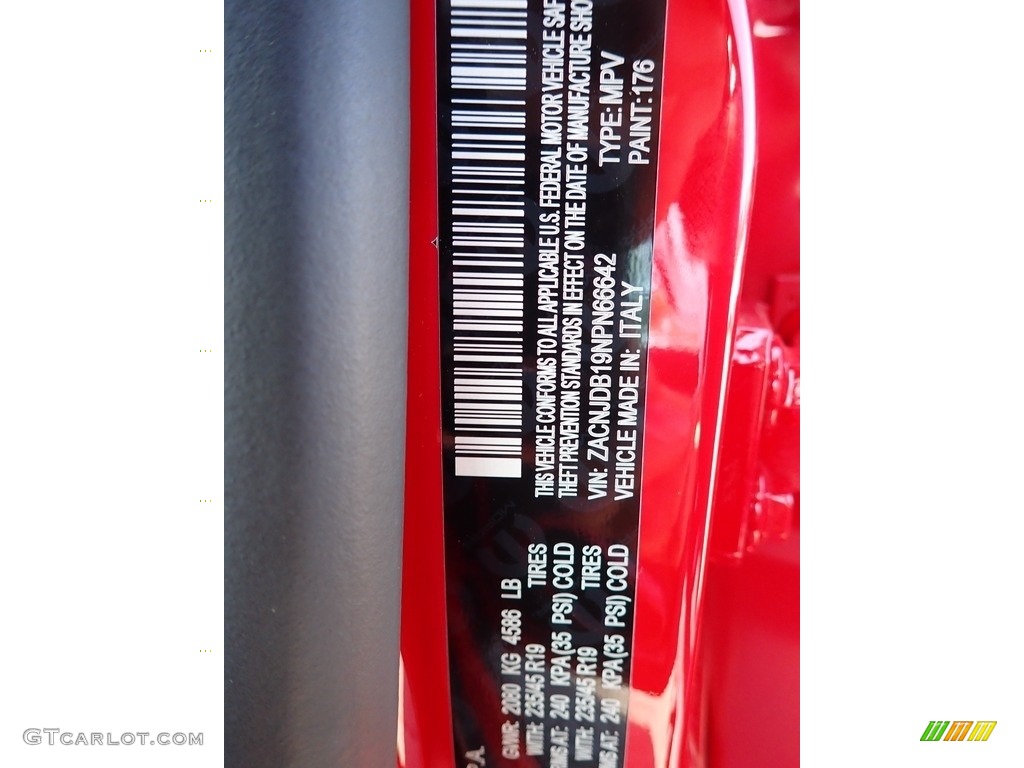 THIS VEHICLE CONFORMS TO ALL APPLICABLE U.S. FEDERAL MOTOR VEHICLE
THEFT PREVENTION STANDARDS IN EFFECT ON THE DATE OF MANUFACTURE
VIN: ZACNJDB19NPN66642 TYPE: MPV
VEHICLE MADE IN: ITALY PAINT: 176
GVWR: 2080 KG 4586 LB
WITH: 235/45 R19 TIRES
AT: 240 KPA(35 PSI) COLD
WITH: 235/45 R19 TIRES
AT: 240 KPA(35 PSI) COLD
GTCARLOT.COM